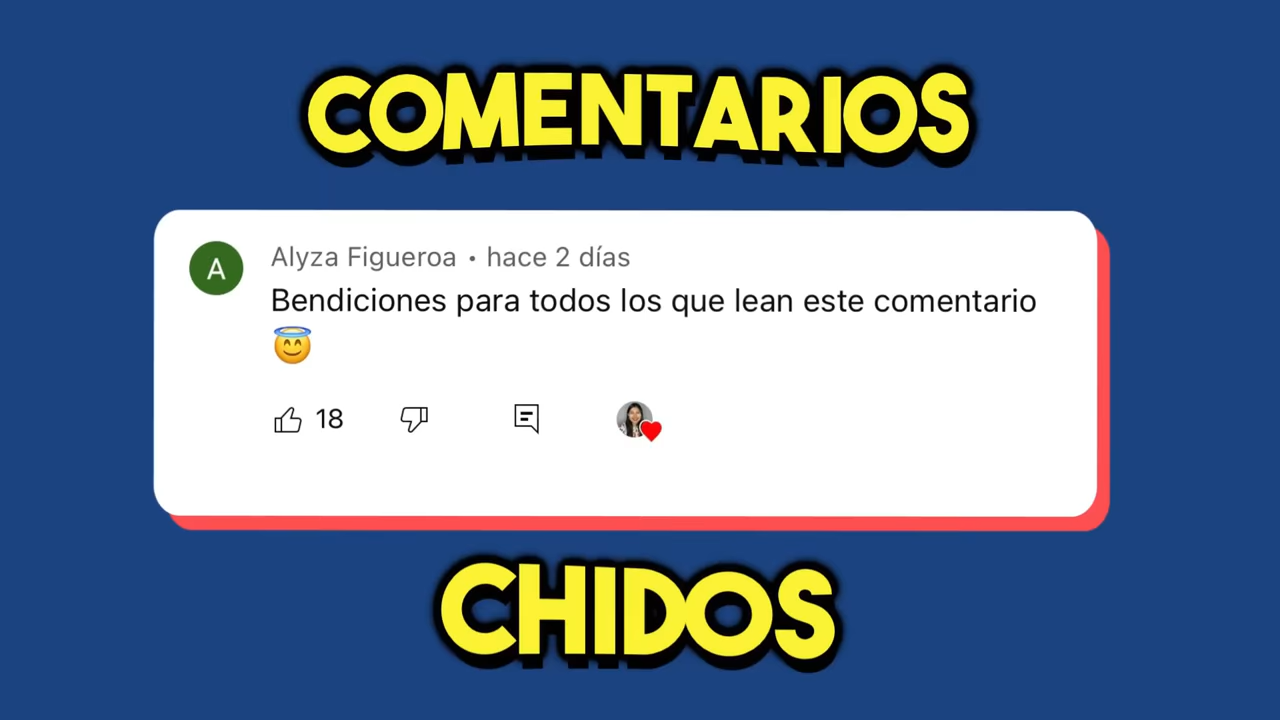 COMENTARIOS
A
Alyza Figueroa • hace 2 días
Bendiciones para todos los que lean este comentario
😇
18
CHIDOS